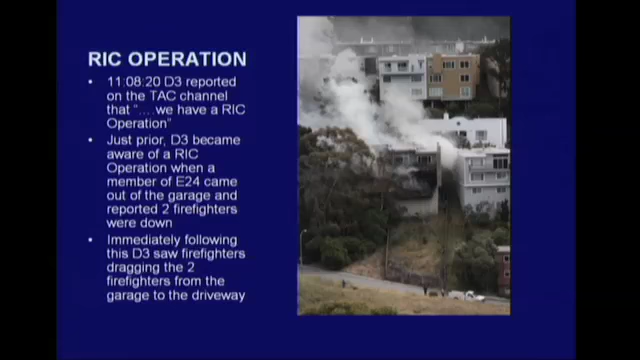 RIC OPERATION
• 11:08:20 D3 reported
on the TAC channel
that "....we have a RIC
Operation"
• Just prior, D3 became
aware of a RIC
Operation when a
member of E24 came
out of the garage and
reported 2 firefighters
were down
• Immediately following
this D3 saw firefighters
dragging the 2
firefighters from the
garage to the driveway